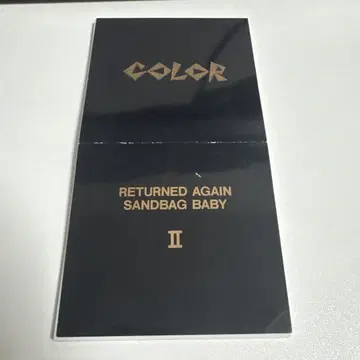 COLOR
RETURNED AGAIN
SANDBAG BABY
II